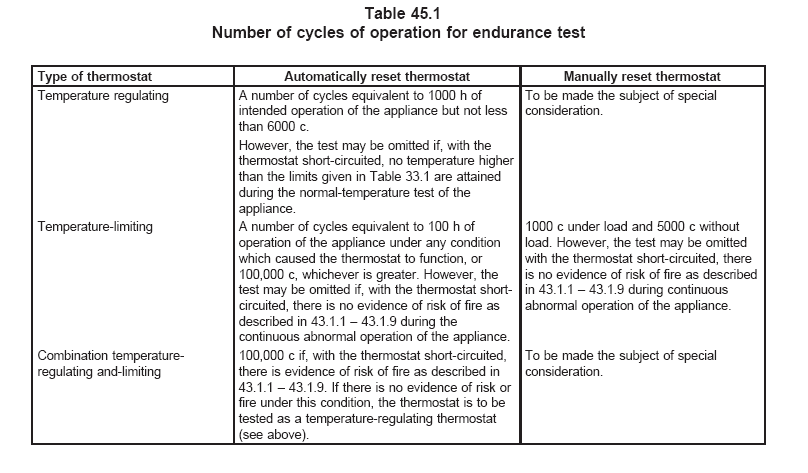 Table 45.1
Number of cycles of operation for endurance test
Type of thermostat
Automatically reset thermostat
Manually reset thermostat
Temperature regulating
A number of cycles equivalent to 1000 h of
intended operation of the appliance but not less
than 6000 c.
However, the test may be omitted if, with the
thermostat short-circuited, no temperature higher
than the limits given in Table 33.1 are attained
during the normal-temperature test of the
appliance.
To be made the subject of special
consideration.
Temperature-limiting
A number of cycles equivalent to 100 h of
operation of the appliance under any condition
which caused the thermostat to function, or
100,000 c, whichever is greater. However, the
test may be omitted if, with the thermostat short-
circuited, there is no evidence of risk of fire as
described in 43.1.1 – 43.1.9 during the
continuous abnormal operation of the appliance.
1000 c under load and 5000 c without
load. However, the test may be omitted
with the thermostat short-circuited, there
is no evidence of risk of fire as described
in 43.1.1 – 43.1.9 during continuous
abnormal operation of the appliance.
Combination temperature-
regulating and-limiting
100,000 c if, with the thermostat short-circuited,
there is evidence of risk of fire as described in
43.1.1 – 43.1.9. If there is no evidence of risk or
fire under this condition, the thermostat is to be
tested as a temperature-regulating thermostat
(see above).
To be made the subject of special
consideration.